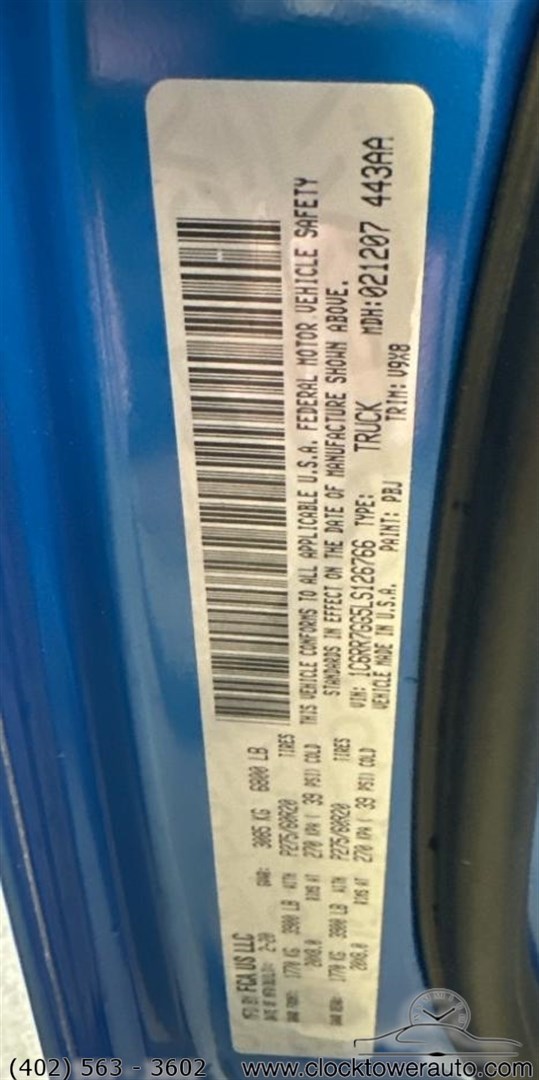 MFD BY FCA US LLC
DATE OF MFR/BUILT: 2-20 GVWR: 3085 KG 6800 LB
GAWR FRONT: 1770 KG 3900 LB WITH P275/60R20 TIRES
20X9.0 RIMS AT 270 KPA ( 39 PSI) COLD
GAWR REAR: 1770 KG 3900 LB WITH P275/60R20 TIRES
20X9.0 RIMS AT 270 KPA ( 39 PSI) COLD
THIS VEHICLE CONFORMS TO ALL APPLICABLE U.S.A. FEDERAL MOTOR VEHICLE SAFETY
STANDARDS IN EFFECT ON THE DATE OF MANUFACTURE SHOWN ABOVE.
VIN: 1C6RR7GG5LS126766 TYPE: TRUCK MDH:021207 443AA
VEHICLE MADE IN U.S.A. PAINT: PBJ TRIM: V9X8
(402) 563 - 3602 www.clocktowerauto.com